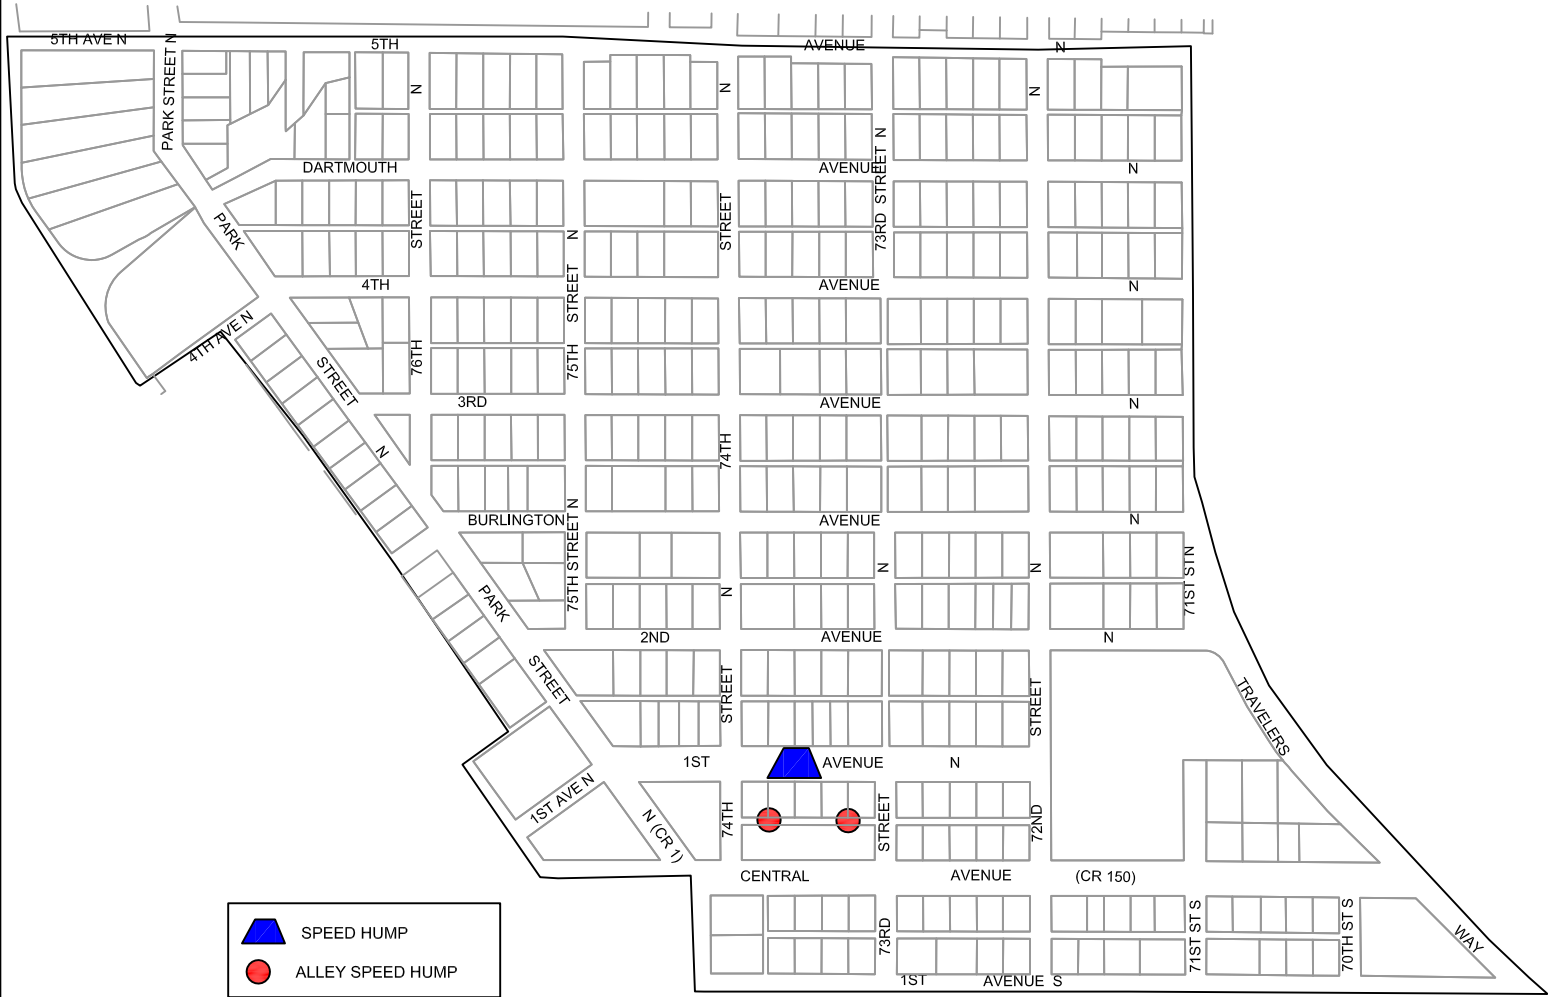 5TH AVE N
5TH
AVENUE
N
PARK STREET N
N
N
N
73RD STREET N
DARTMOUTH
AVENUE
N
PARK
STREET
STREET
STREET N
4TH
AVENUE
N
4TH AVE N
STREET
76TH
75TH
3RD
AVENUE
N
N
74TH
BURLINGTON
AVENUE
N
75TH STREET N
N
N
71ST ST N
PARK
N
2ND
AVENUE
N
STREET
STREET
STREET
TRAVELERS
1ST
AVENUE
N
1ST AVE N
N (CR 1)
74TH
STREET
72ND
CENTRAL
AVENUE
(CR 150)
73RD
71ST ST S
70TH ST S
WAY
1ST
AVENUE S
SPEED HUMP
ALLEY SPEED HUMP